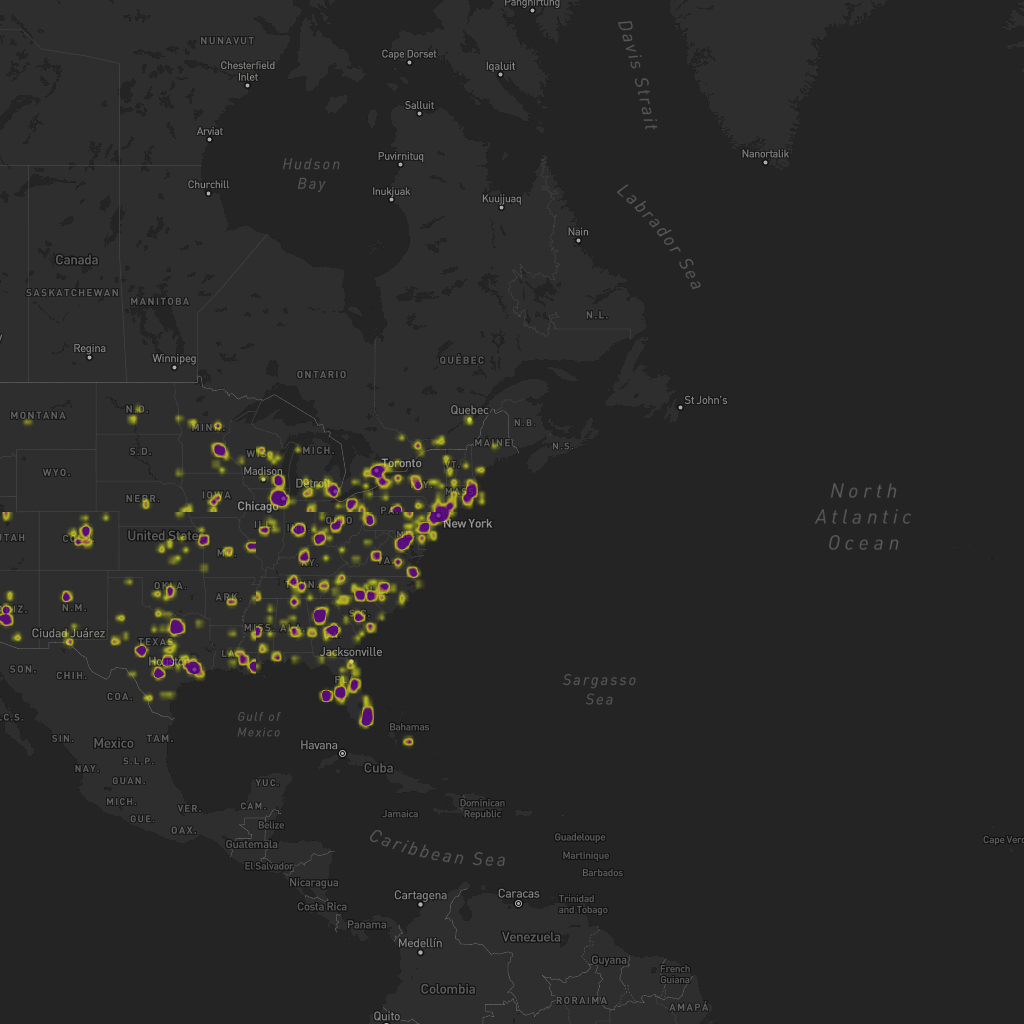 Pangnirtung
NUNAVUT
Cape Dorset
Chesterfield
Inlet
Iqaluit
Davis Strait
Salluit
Arviat
Puvirnituq
Nanortalik
Hudson
Bay
Churchill
Inukjuak
Kuujjuaq
Labrador Sea
Nain
Canada
SASKATCHEWAN
MANITOBA
N.L.
Regina
Winnipeg
QUÉBEC
ONTARIO
St John's
MONTANA
N.D.
Quebec
N.B.
MINN.
MAINE
N.S.
S.D.
MICH.
Toronto
VT.
WYO.
Madison
Detroit
NEBR.
IOWA
MASS.
North
Atlantic
Ocean
Chicago
PA.
New York
OHIO
UTAH
United States
KY.
VA.
OKLA.
TENN.
ARK.
N.M.
S.C.
MISS.
ALA.
Ciudad Juárez
TEXAS
LA.
Jacksonville
Houston
SON.
CHIH.
FL.
Sargasso
Sea
COA.
Gulf of
Mexico
Bahamas
SIN.
Mexico
TAM.
Havana
S.L.P.
Cuba
NAY.
GUAN.
YUC.
MICH.
VER.
CAM.
Dominican
Republic
GUE.
OAX.
Belize
Jamaica
Guatemala
Caribbean Sea
Guadeloupe
Martinique
El Salvador
Barbados
Cape Verd
Nicaragua
Cartagena
Caracas
Costa Rica
Trinidad
and Tobago
Panama
Medellín
Venezuela
Guyana
French
Guiana
Colombia
RORAIMA
AMAPÁ
Quito